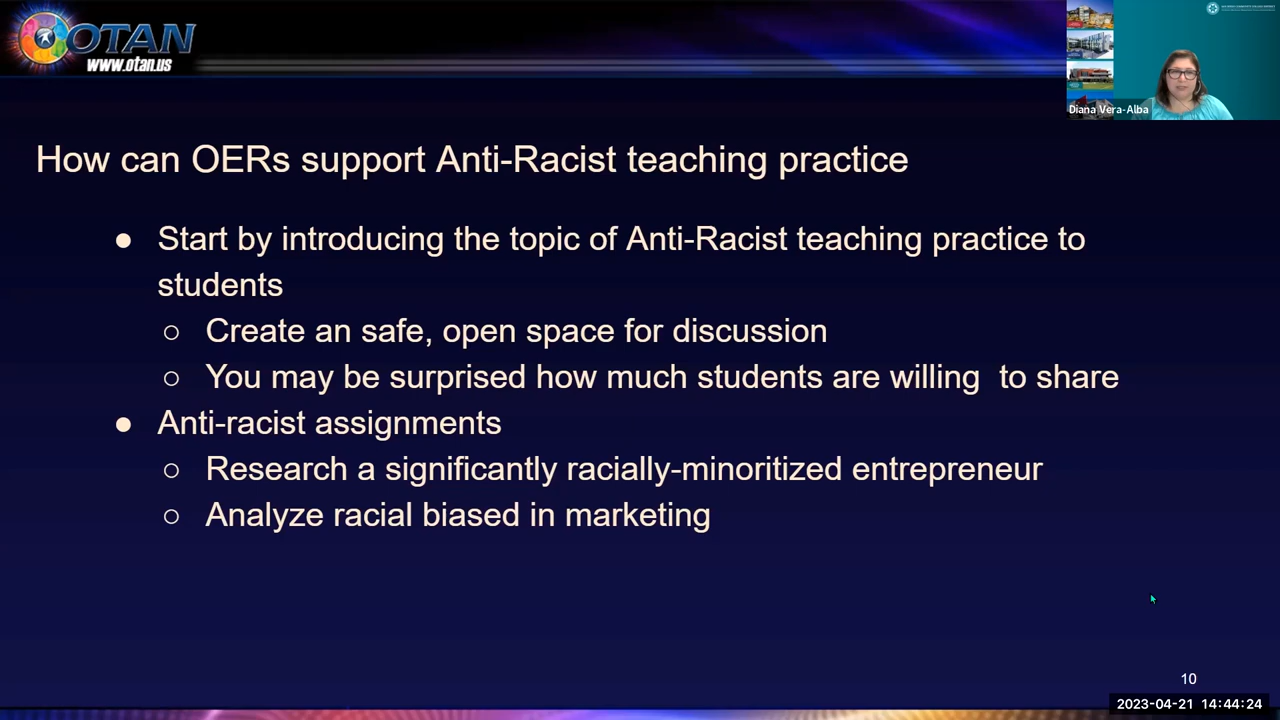 OTAN
www.otan.us
Diana Vera-Alba
How can OERs support Anti-Racist teaching practice
● Start by introducing the topic of Anti-Racist teaching practice to
students
○ Create an safe, open space for discussion
○ You may be surprised how much students are willing  to share
● Anti-racist assignments
○ Research a significantly racially-minoritized entrepreneur
○ Analyze racial biased in marketing
10
2023-04-21 14:44:24